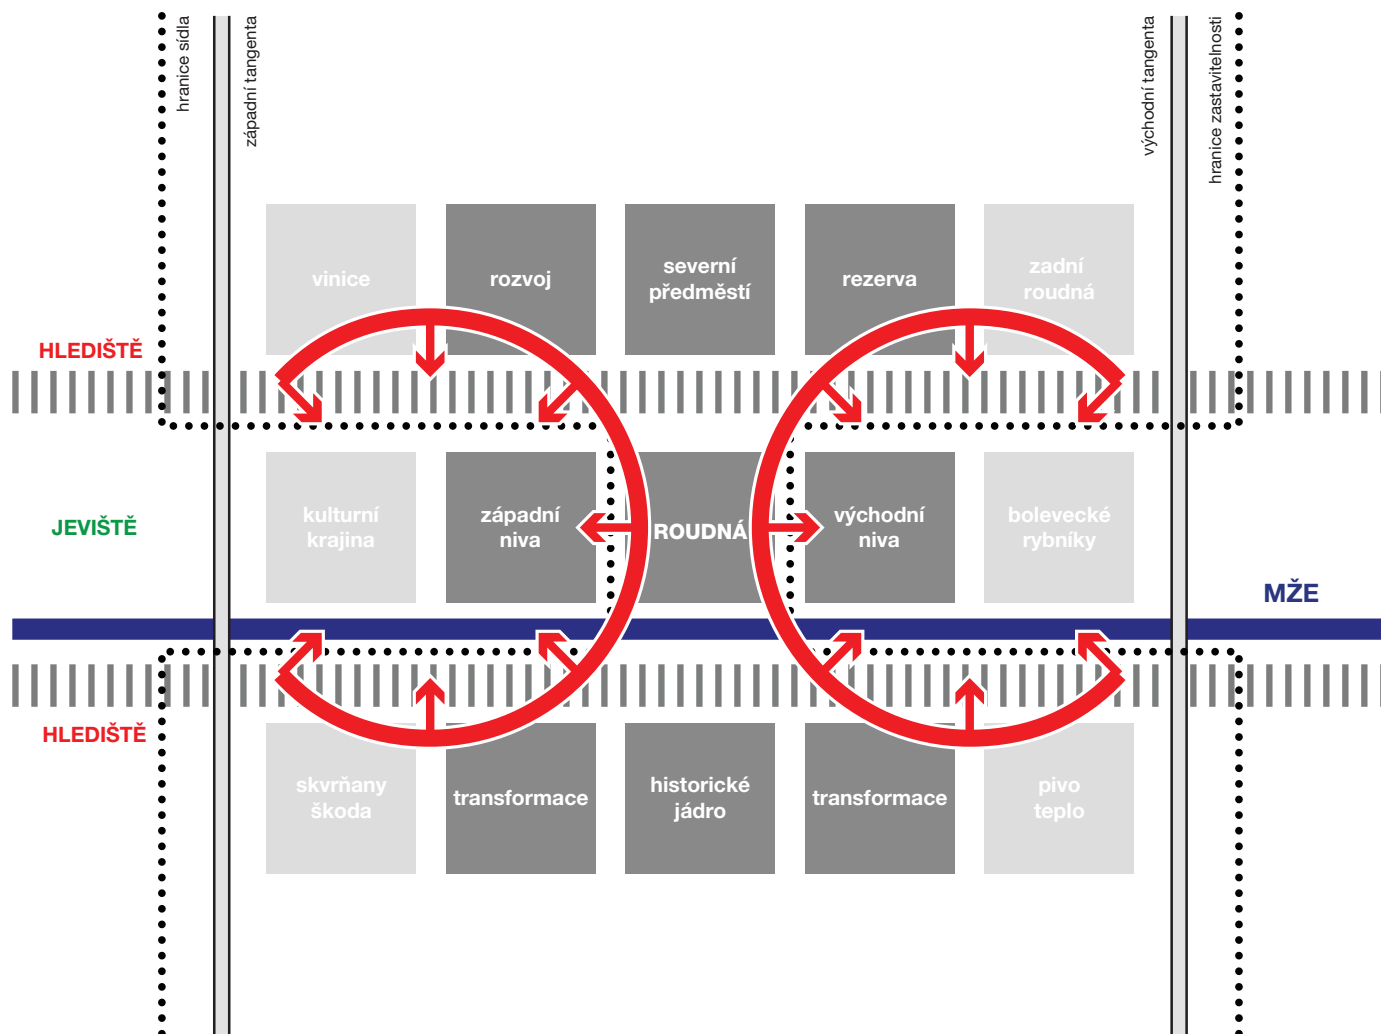 hranice sídla
západní tangenta
východní tangenta
hranice zastavitelnosti
vinice
rozvoj
severní
předměstí
rezerva
zadní
roudná
HLEDIŠTĚ
JEVIŠTĚ
kulturní
krajina
západní
niva
ROUDNÁ
východní
niva
bolevecké
rybníky
MŽE
HLEDIŠTĚ
skvrňany
škoda
transformace
historické
jádro
transformace
pivo
teplo